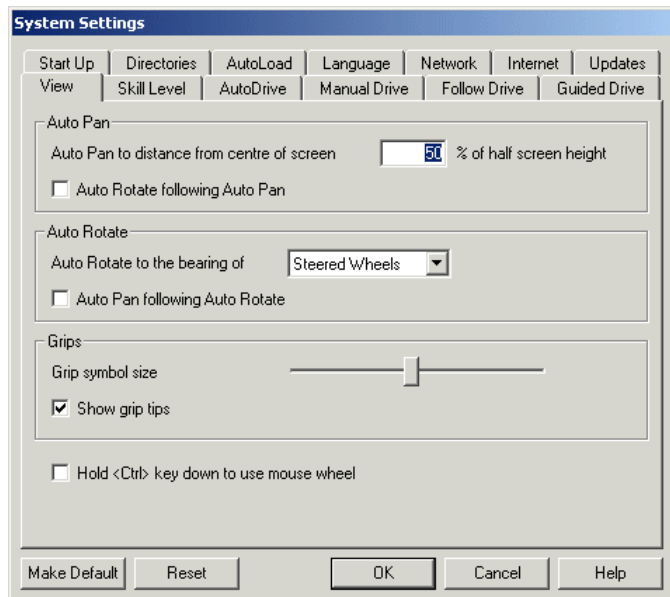 System Settings
Start Up Directories AutoLoad Language Network Internet Updates
View Skill Level AutoDrive Manual Drive Follow Drive Guided Drive
Auto Pan
Auto Pan to distance from centre of screen 50 % of half screen height
Auto Rotate following Auto Pan
Auto Rotate
Auto Rotate to the bearing of Steered Wheels
Auto Pan following Auto Rotate
Grips
Grip symbol size
Show grip tips
Hold <Ctrl> key down to use mouse wheel
Make Default Reset OK Cancel Help